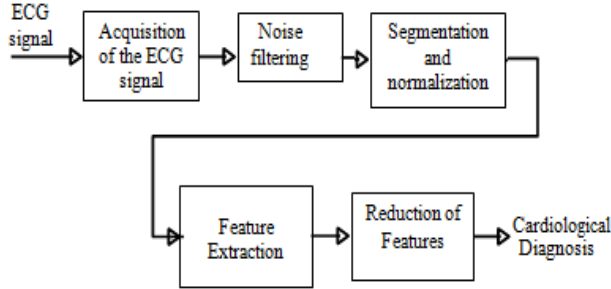 ECG
signal
Acquisition
of the ECG
signal
Noise
filtering
Segmentation
and
normalization
Feature
Extraction
Reduction of
Features
Cardiological
Diagnosis